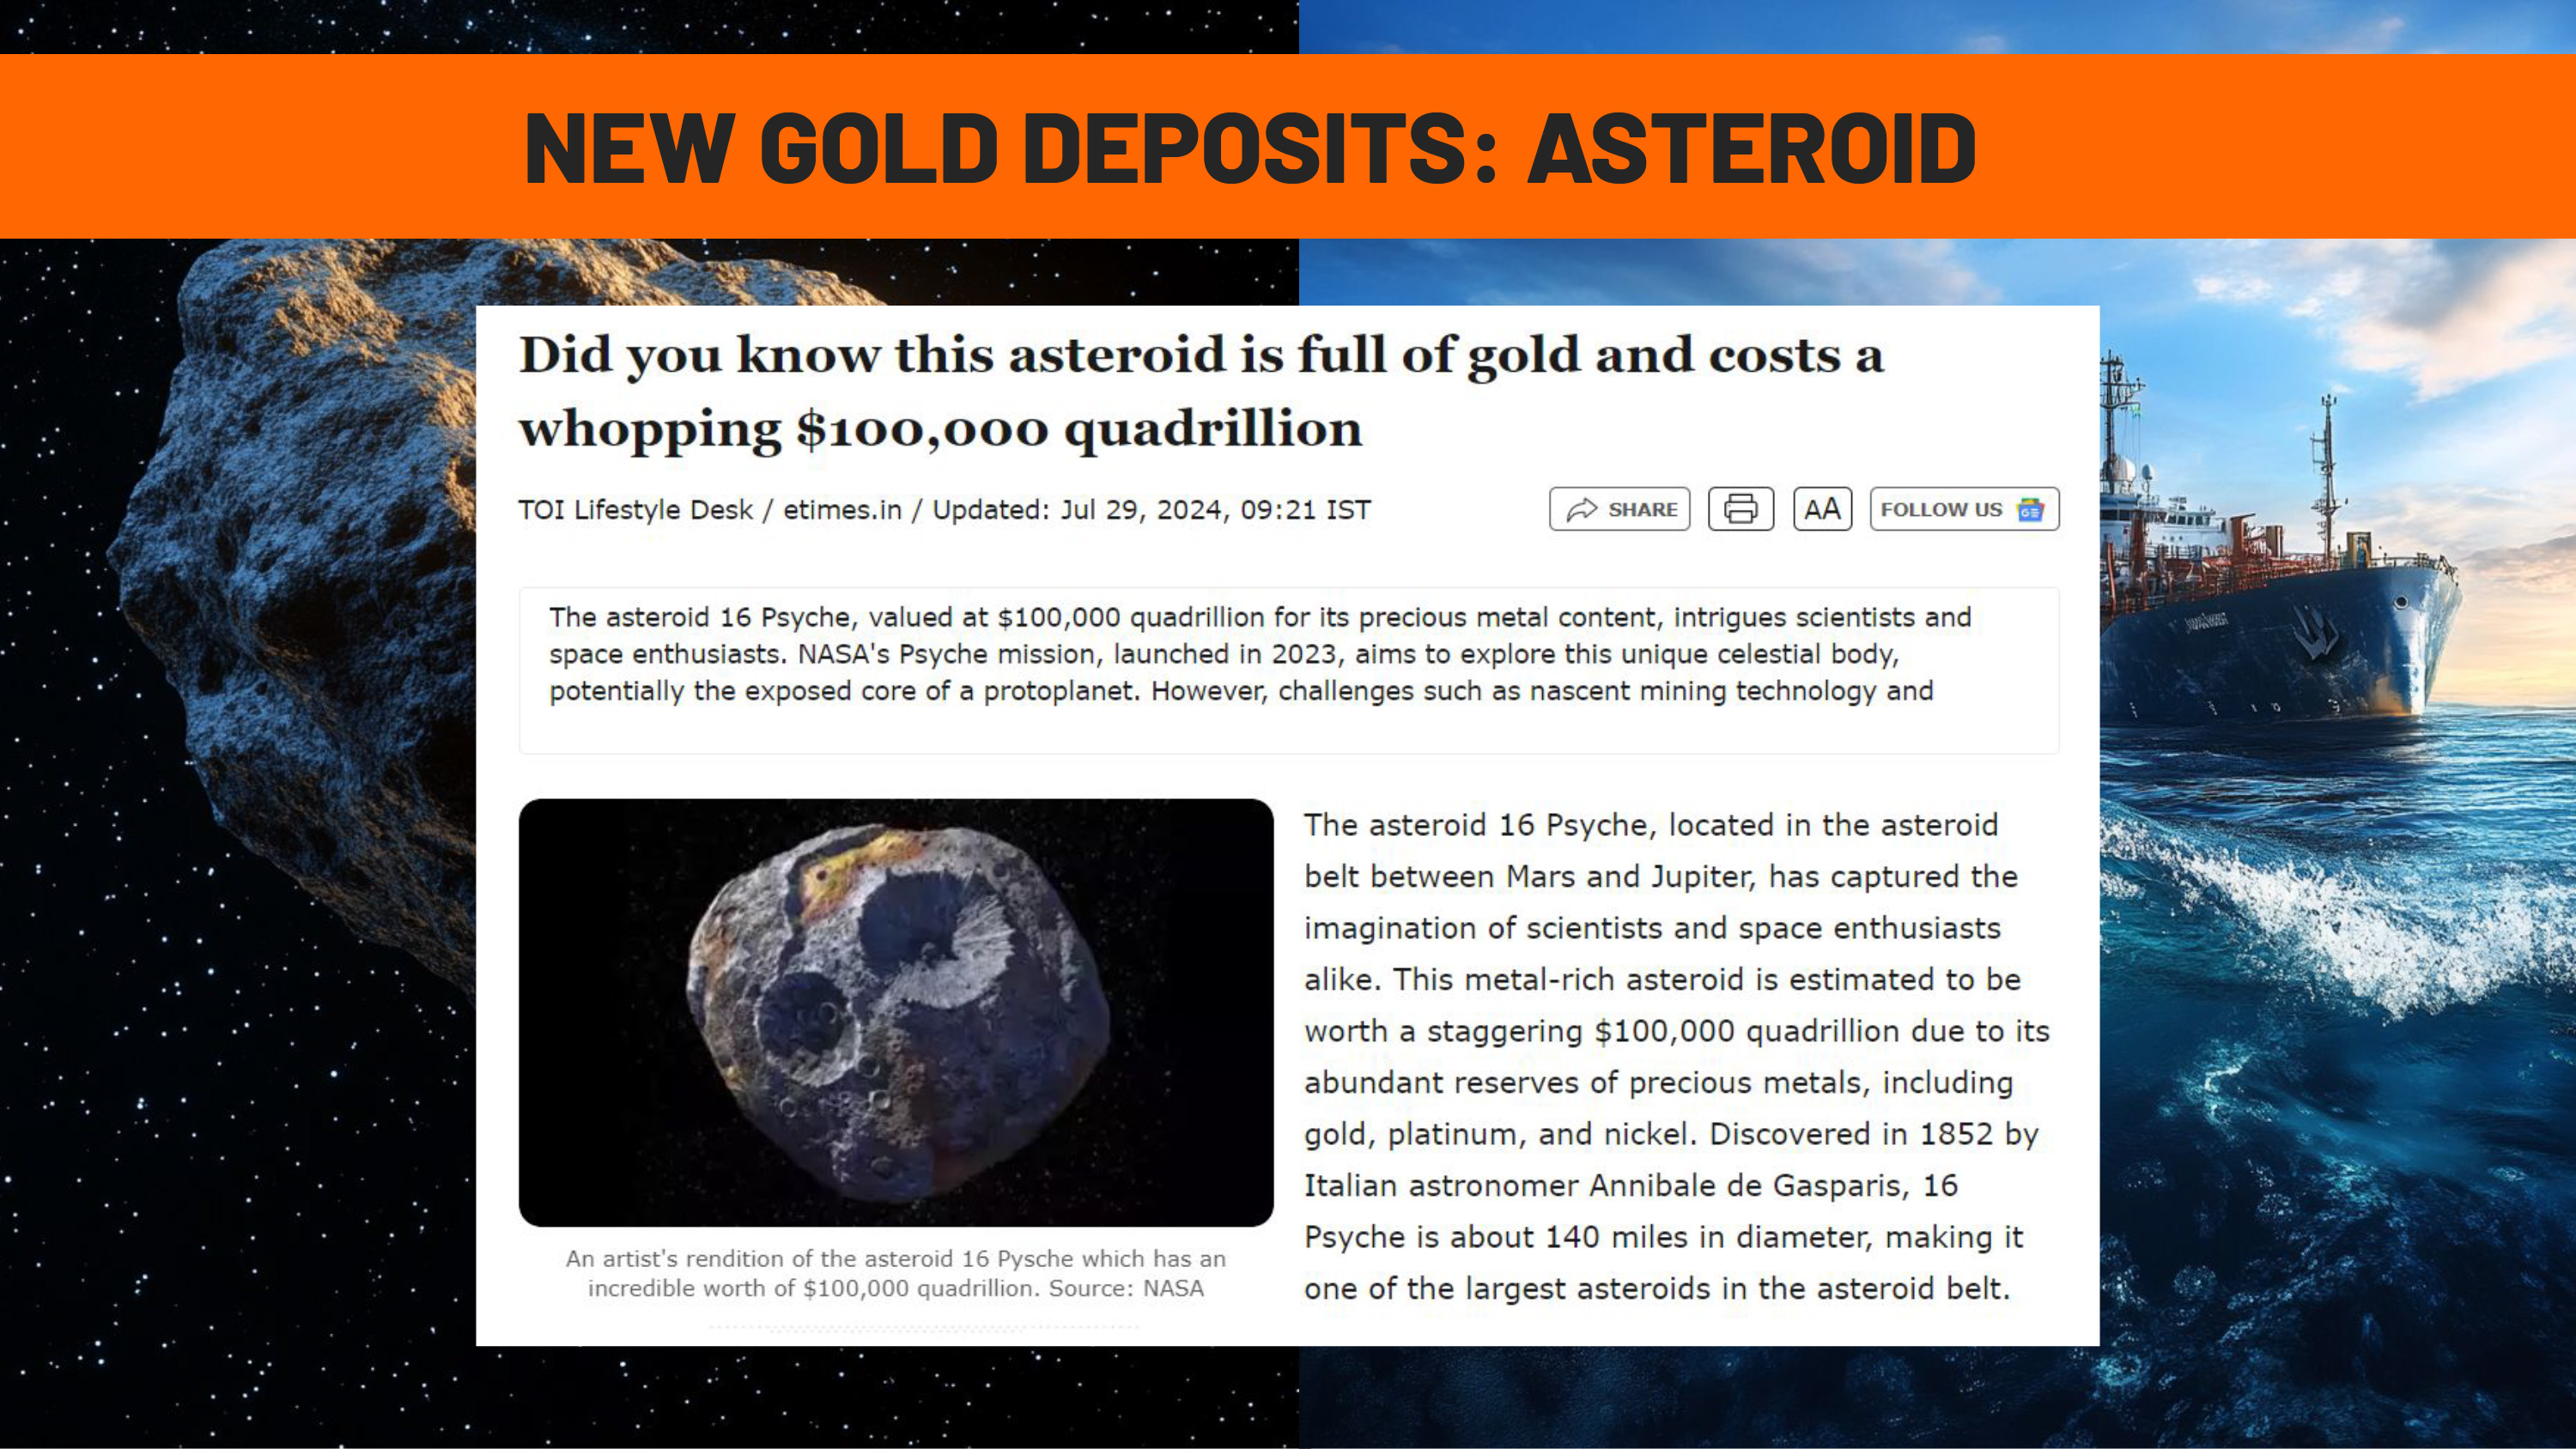 NEW GOLD DEPOSITS: ASTEROID
Did you know this asteroid is full of gold and costs a
whopping $100,000 quadrillion
TOI Lifestyle Desk / etimes.in / Updated: Jul 29, 2024, 09:21 IST
SHARE
AA
FOLLOW US
GE
The asteroid 16 Psyche, valued at $100,000 quadrillion for its precious metal content, intrigues scientists and
space enthusiasts. NASA's Psyche mission, launched in 2023, aims to explore this unique celestial body,
potentially the exposed core of a protoplanet. However, challenges such as nascent mining technology and
An artist's rendition of the asteroid 16 Pysche which has an
incredible worth of $100,000 quadrillion. Source: NASA
The asteroid 16 Psyche, located in the asteroid
belt between Mars and Jupiter, has captured the
imagination of scientists and space enthusiasts
alike. This metal-rich asteroid is estimated to be
worth a staggering $100,000 quadrillion due to its
abundant reserves of precious metals, including
gold, platinum, and nickel. Discovered in 1852 by
Italian astronomer Annibale de Gasparis, 16
Psyche is about 140 miles in diameter, making it
one of the largest asteroids in the asteroid belt.